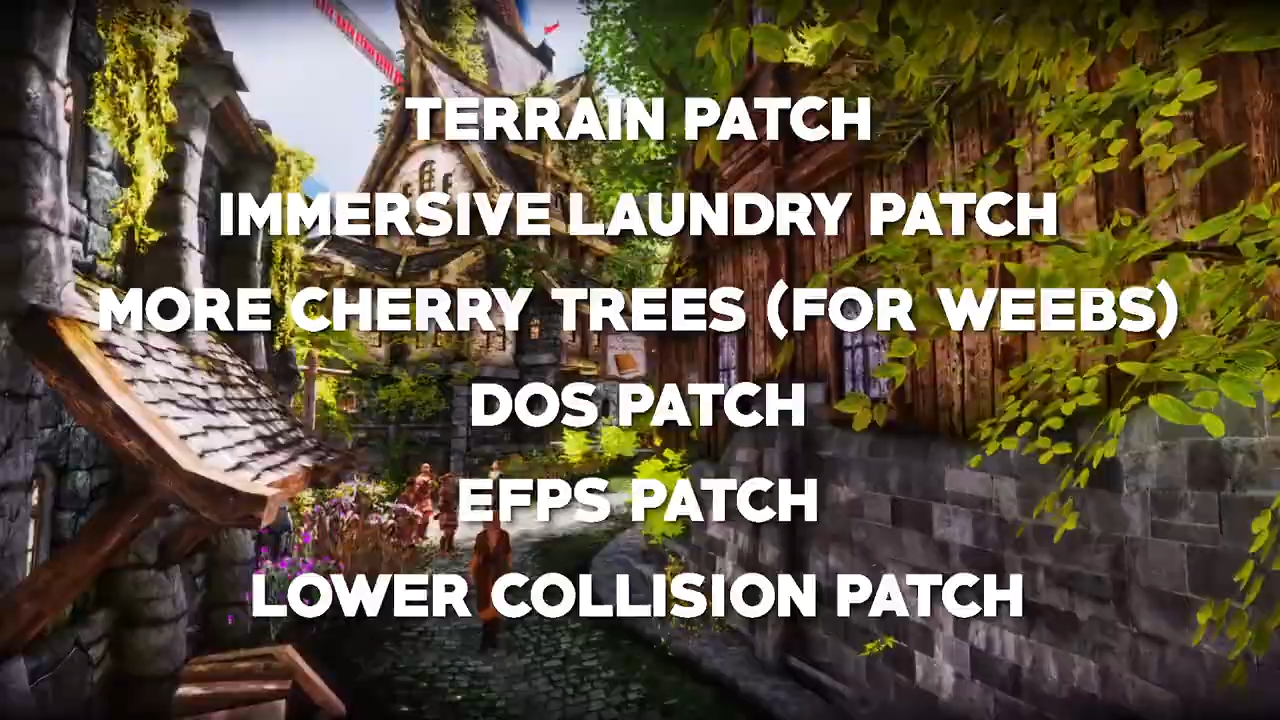 TERRAIN PATCH
IMMERSIVE LAUNDRY PATCH
MORE CHERRY TREES (FOR WEEBS)
DOS PATCH
EFPS PATCH
LOWER COLLISION PATCH